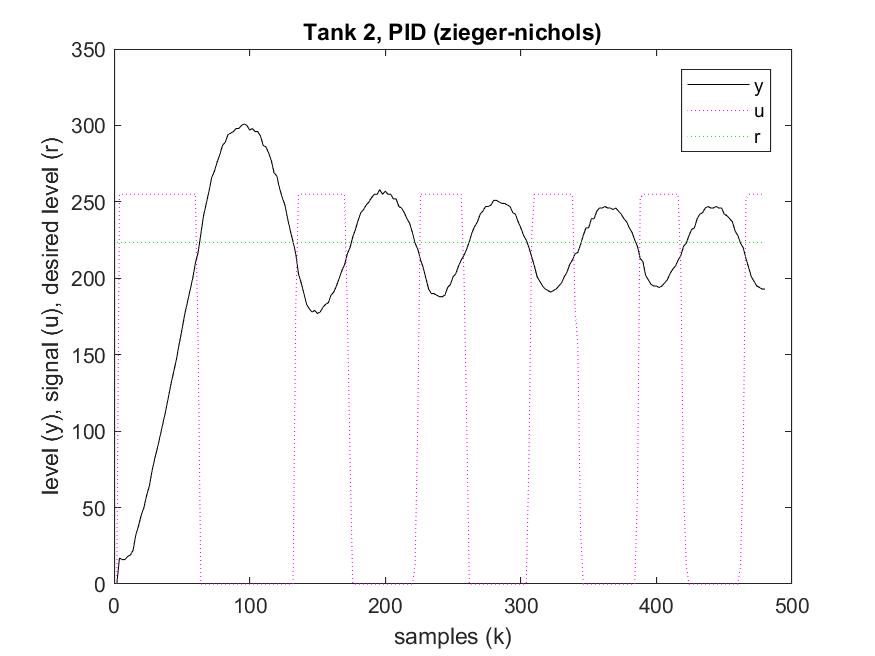 Tank 2, PID (zieger-nichols)
350
300
250
200
150
100
50
0
level (y), signal (u), desired level (r)
y
u
r
0 100 200 300 400 500
samples (k)